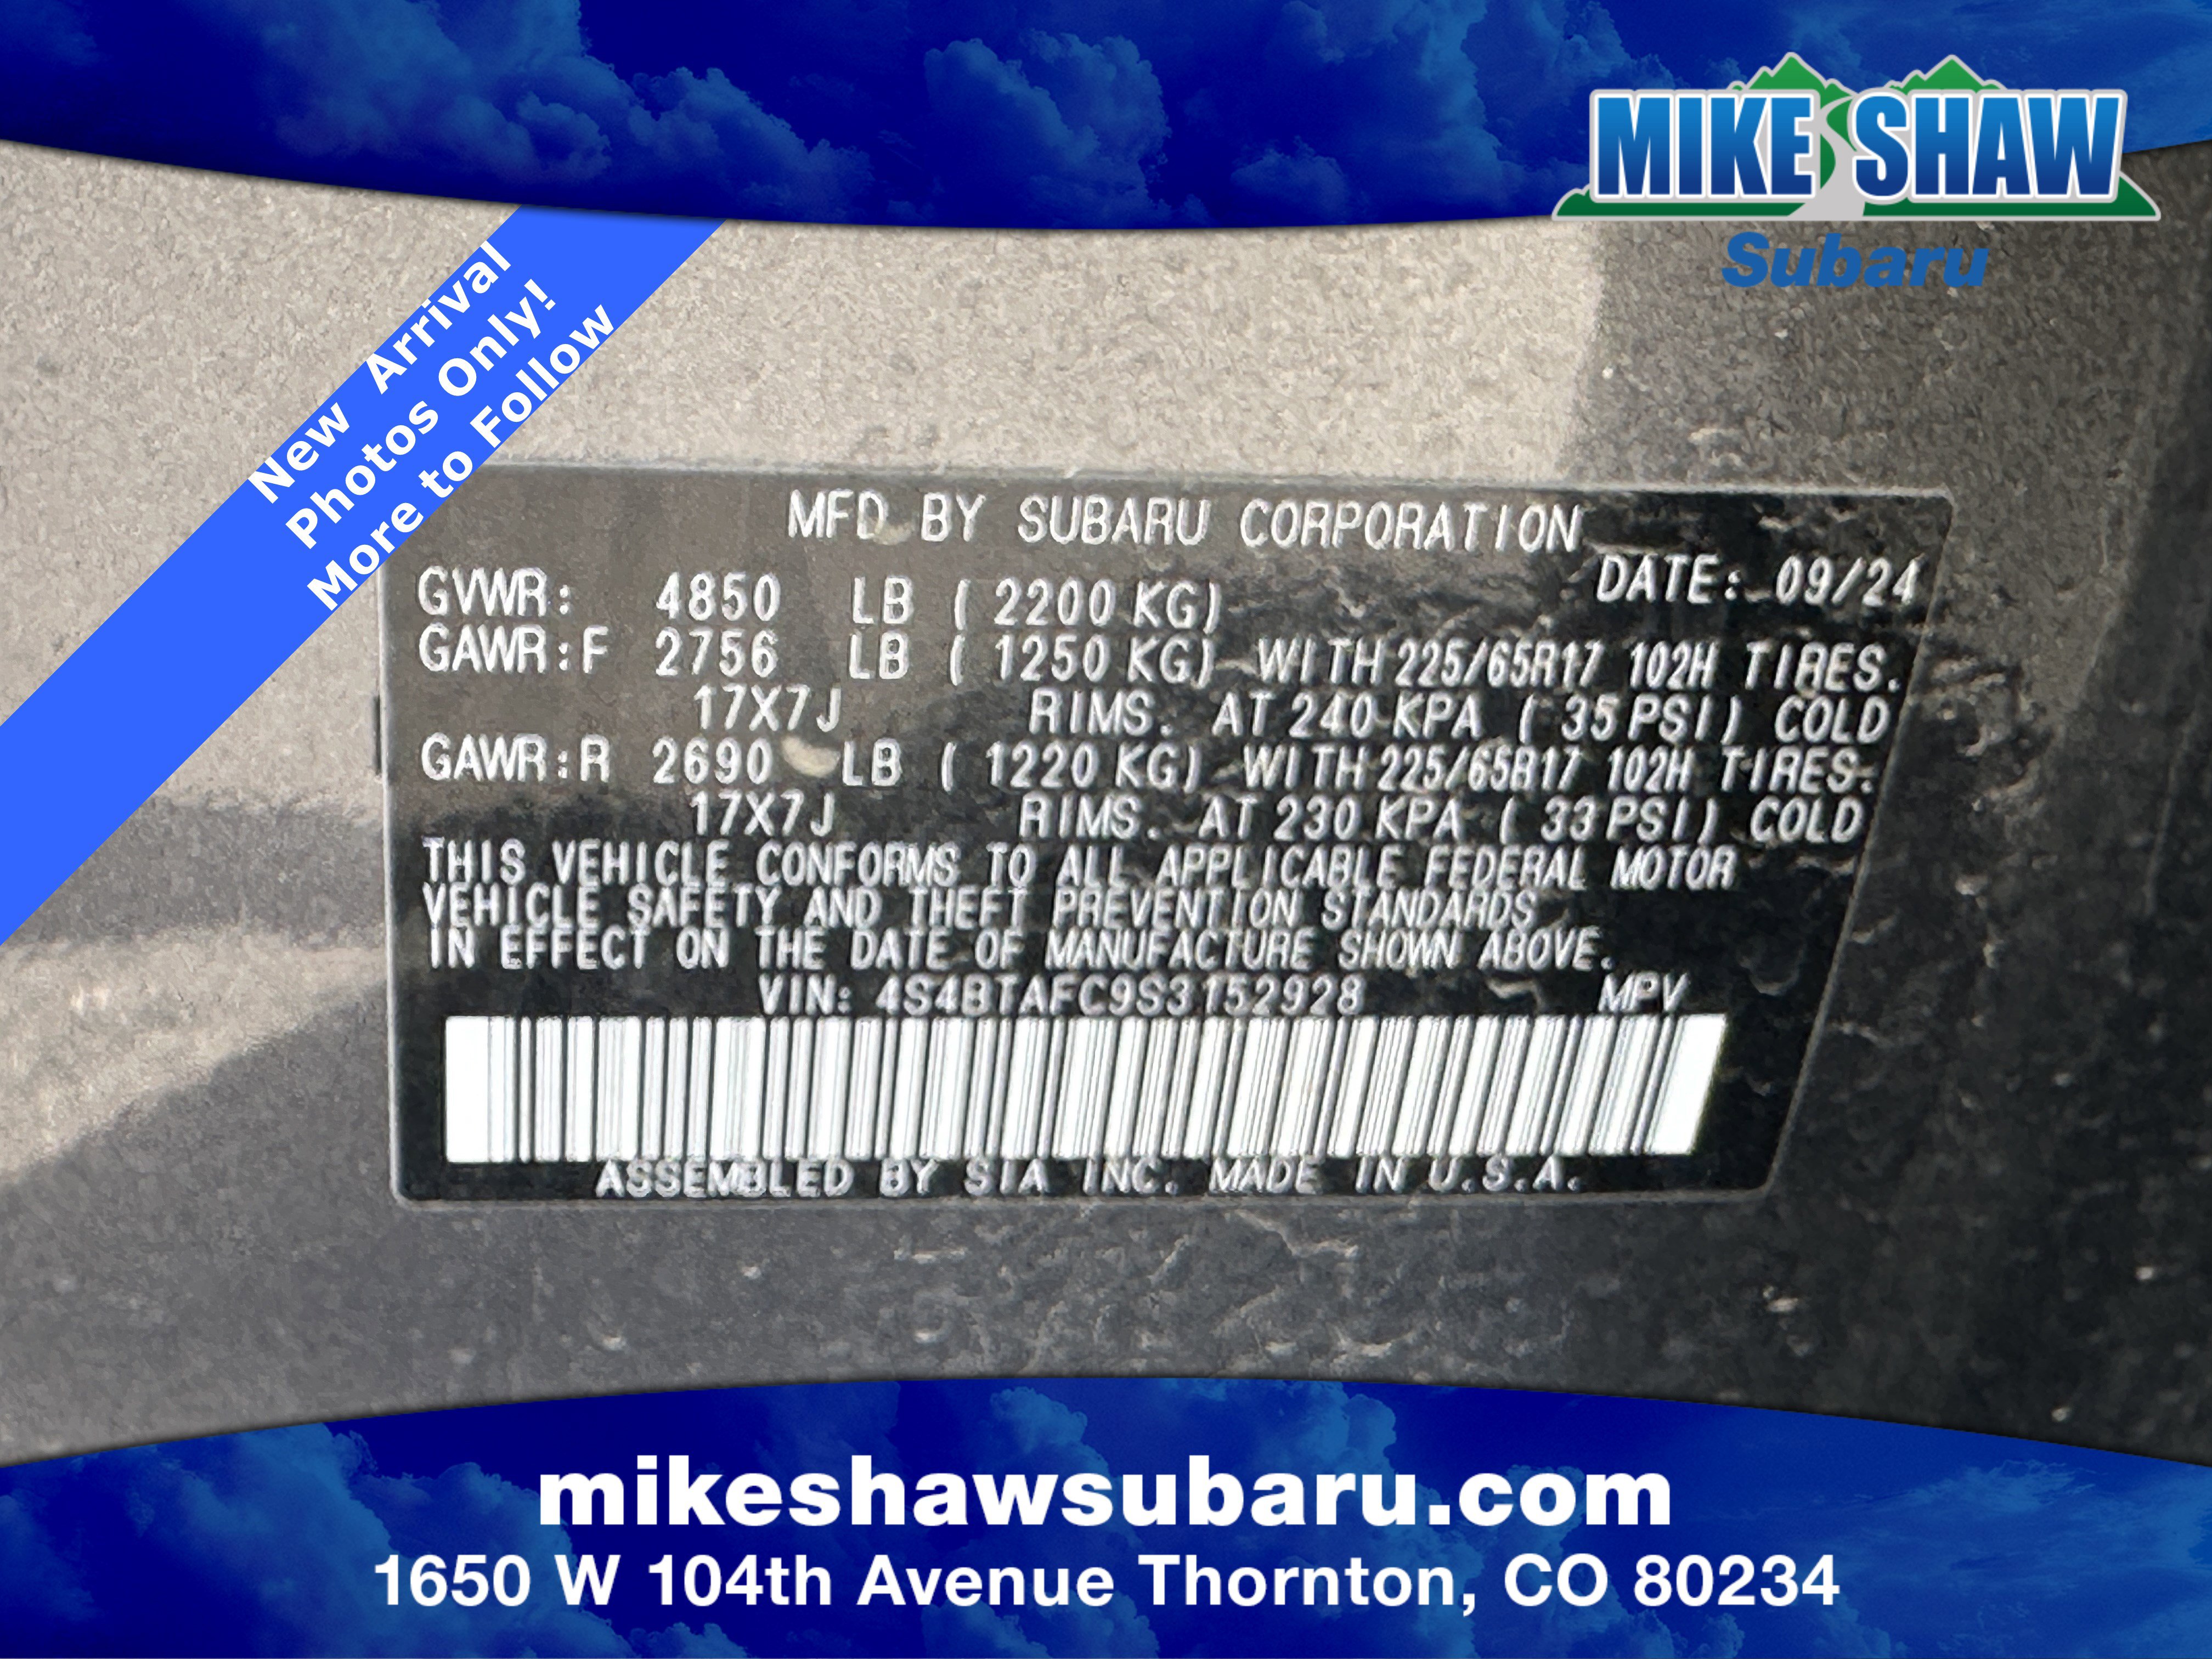 MIKE SHAW
Subaru
New Arrival
Photos Only!
More to Follow
MFD BY SUBARU CORPORATION
DATE: 09/24
GVWR: 4850 LB ( 2200 KG)
GAWR:F 2756 LB ( 1250 KG) WITH 225/65R17 102H TIRES.
17X7J RIMS. AT 240 KPA ( 35 PSI) COLD
GAWR:R 2690 LB ( 1220 KG) WITH 225/65R17 102H TIRES.
17X7J RIMS. AT 230 KPA ( 33 PSI) COLD
THIS VEHICLE CONFORMS TO ALL APPLICABLE FEDERAL MOTOR
VEHICLE SAFETY AND THEFT PREVENTION STANDARDS
IN EFFECT ON THE DATE OF MANUFACTURE SHOWN ABOVE.
VIN: 4S4BTAFC9S3152928 MPV
ASSEMBLED BY SIA INC. MADE IN U.S.A.
mikeshawsubaru.com
1650 W 104th Avenue Thornton, CO 80234